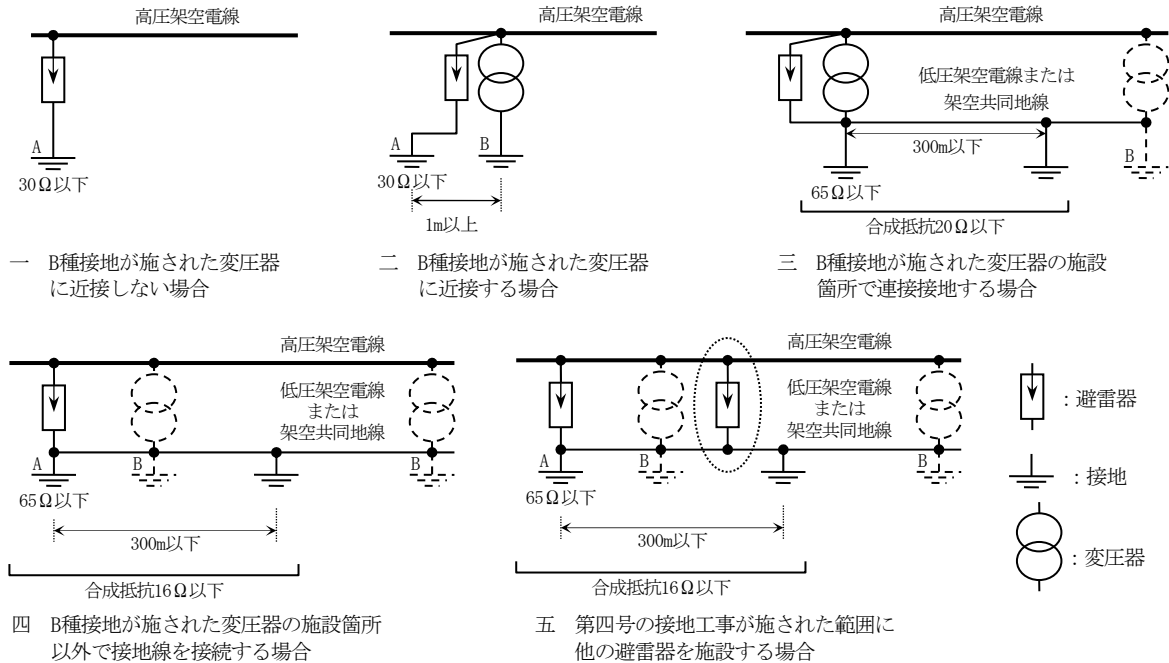 高圧架空電線
A
30Ω以下
一 B種接地が施された変圧器
に近接しない場合
高圧架空電線
A
B
30Ω以下
1m以上
二 B種接地が施された変圧器
に近接する場合
高圧架空電線
低圧架空電線または
架空共同地線
300m以下
B
65Ω以下
合成抵抗20Ω以下
三 B種接地が施された変圧器の施設
箇所で連接接地する場合
高圧架空電線
低圧架空電線
または
架空共同地線
A
B
B
65Ω以下
300m以下
合成抵抗16Ω以下
四 B種接地が施された変圧器の施設箇所
以外で接地線を接続する場合
高圧架空電線
低圧架空電線
または
架空共同地線
A
B
B
65Ω以下
300m以下
合成抵抗16Ω以下
五 第四号の接地工事が施された範囲に
他の避雷器を施設する場合
：避雷器
：接地
：変圧器